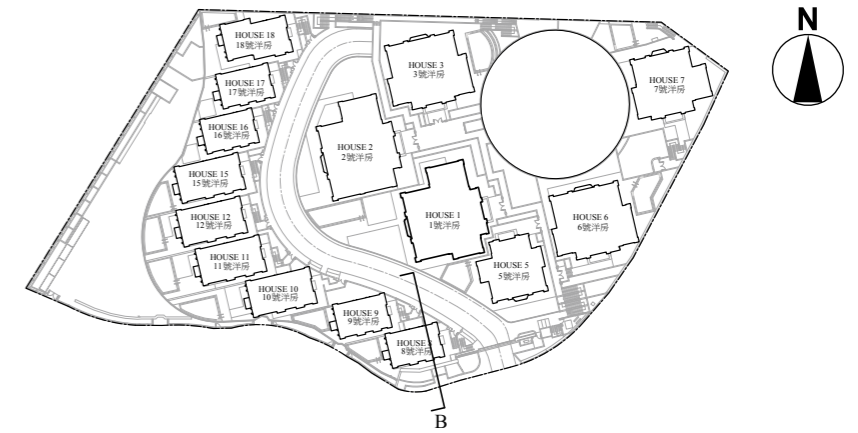 N
HOUSE 18
18號洋房
HOUSE 17
17號洋房
HOUSE 16
16號洋房
HOUSE 15
15號洋房
HOUSE 12
12號洋房
HOUSE 11
11號洋房
HOUSE 10
10號洋房
HOUSE 9
9號洋房
HOUSE 8
8號洋房
HOUSE 3
3號洋房
HOUSE 2
2號洋房
HOUSE 1
1號洋房
HOUSE 5
5號洋房
HOUSE 6
6號洋房
HOUSE 7
7號洋房
B